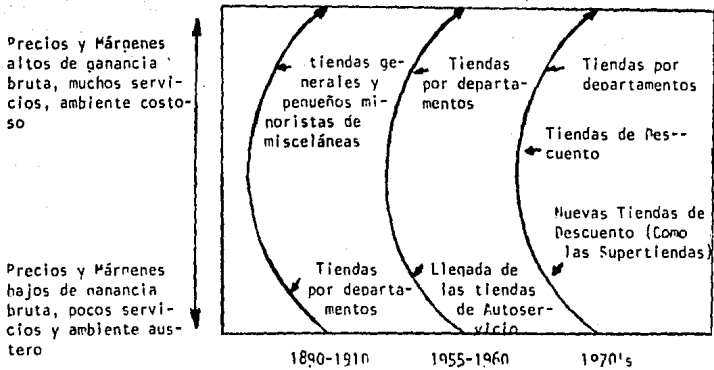 Precios y Márgenes
altos de ganancia
bruta, muchos servi-
cios, ambiente costo-
so
tiendas ge-
nerales y
pequeños mi-
noristas de
misceláneas
Tiendas
por departa-
mentos
Tiendas por
departamentos
Tiendas de Des--
cuento
Nuevas Tiendas de
Descuento (Como
las Supertiendas)
Precios y Márgenes
bajos de ganancia
bruta, pocos servi-
cios y ambiente aus-
tero
Tiendas
por departa-
mentos
Llegada de
las tiendas
de Autoser-
vicio
1890-1910
1955-1960
1970's